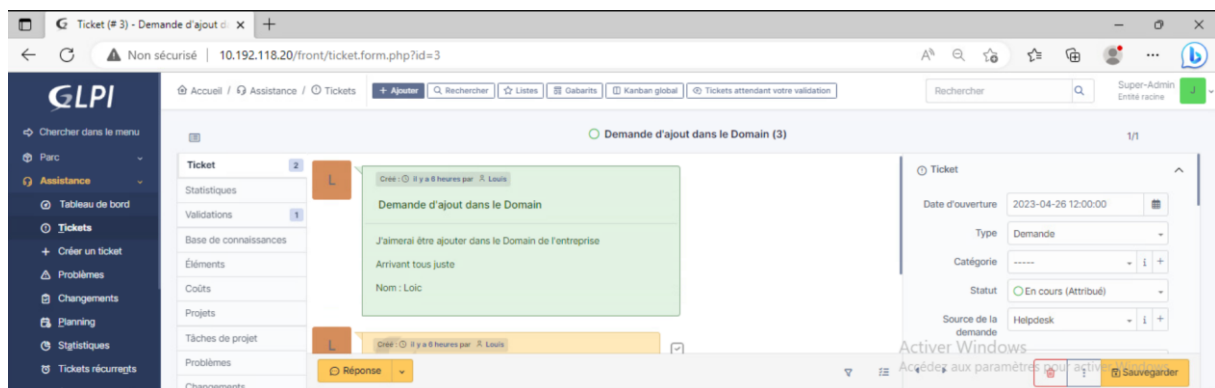 Ticket (# 3) - Demande d'ajout d
Non sécurisé | 10.192.118.20/front/ticket.form.php?id=3
GLPI
Accueil / Assistance / Tickets + Ajouter Rechercher Listes Gabarits Kanban global Tickets attendant votre validation Rechercher Super-Admin
Entité racine
J
Chercher dans le menu
Parc
Assistance
Tableau de bord
Tickets
+ Créer un ticket
Problèmes
Changements
Planning
Statistiques
Tickets récurrents
Demande d'ajout dans le Domain (3)
1/1
Ticket 2
Statistiques
Validations 1
Base de connaissances
Éléments
Coûts
Projets
Tâches de projet
Problèmes
Changements
L
Créé : Il y a 6 heures par Louis
Demande d'ajout dans le Domain
J'aimerai être ajouter dans le Domain de l'entreprise
Arrivant tous juste
Nom : Loic
L
Créé : Il y a 6 heures par Louis
Réponse
Ticket
Date d'ouverture 2023-04-26 12:00:00
Type Demande
Catégorie ----- i +
Statut En cours (Attribué)
Source de la demande Helpdesk i +
Activer Windows
Accédez aux paramètres pour activer Windows.
Sauvegarder